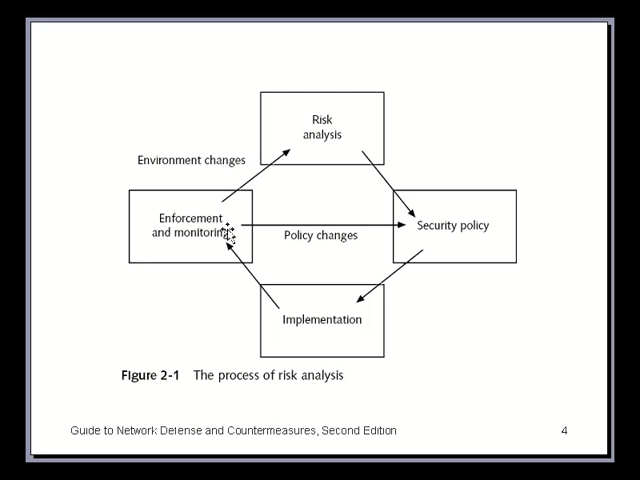 Risk
analysis
Environment changes
Enforcement
and monitoring
Policy changes
Security policy
Implementation
Figure 2-1 The process of risk analysis
Guide to Network Defense and Countermeasures, Second Edition
4